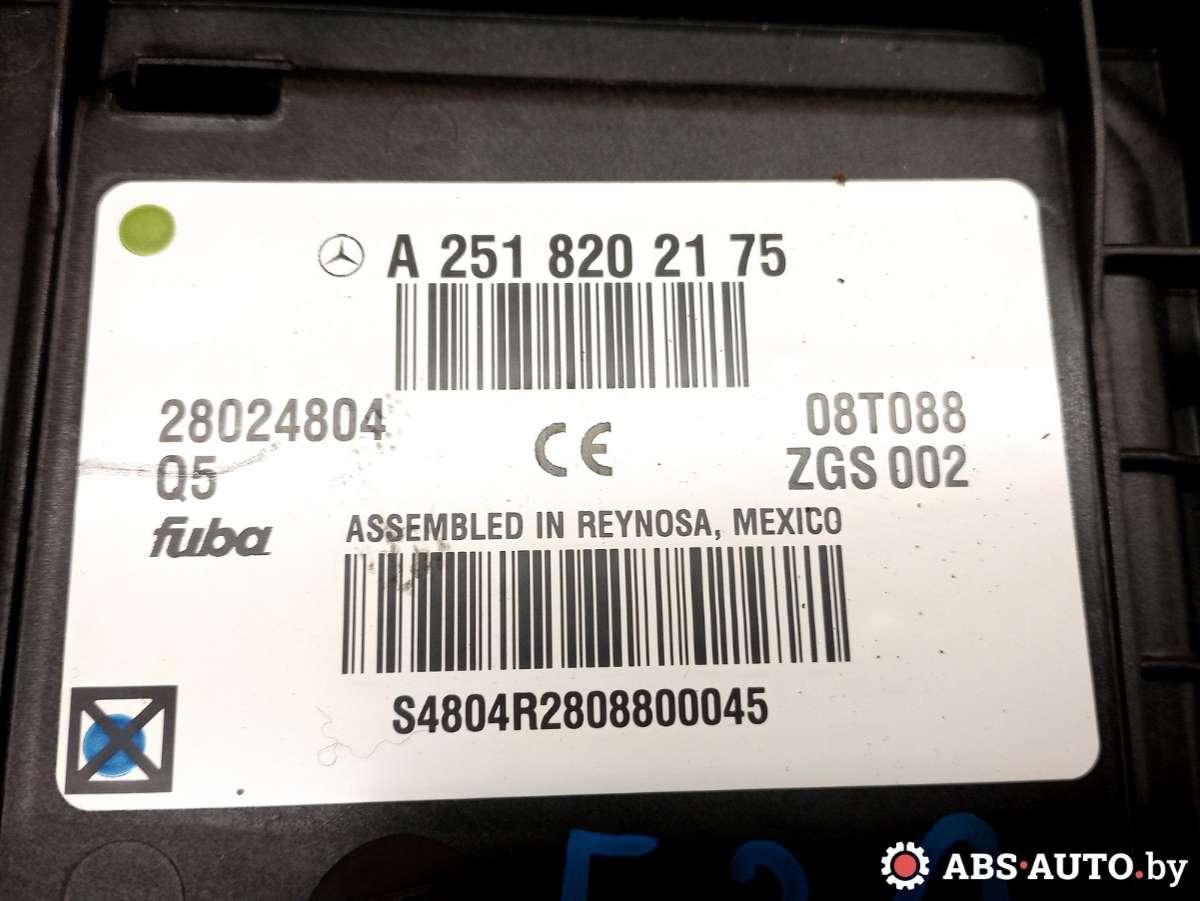 A 251 820 21 75
28024804
08T088
Q5
CE
ZGS 002
fuba
ASSEMBLED IN REYNOSA, MEXICO
S4804R2808800045
ABS-AUTO.by